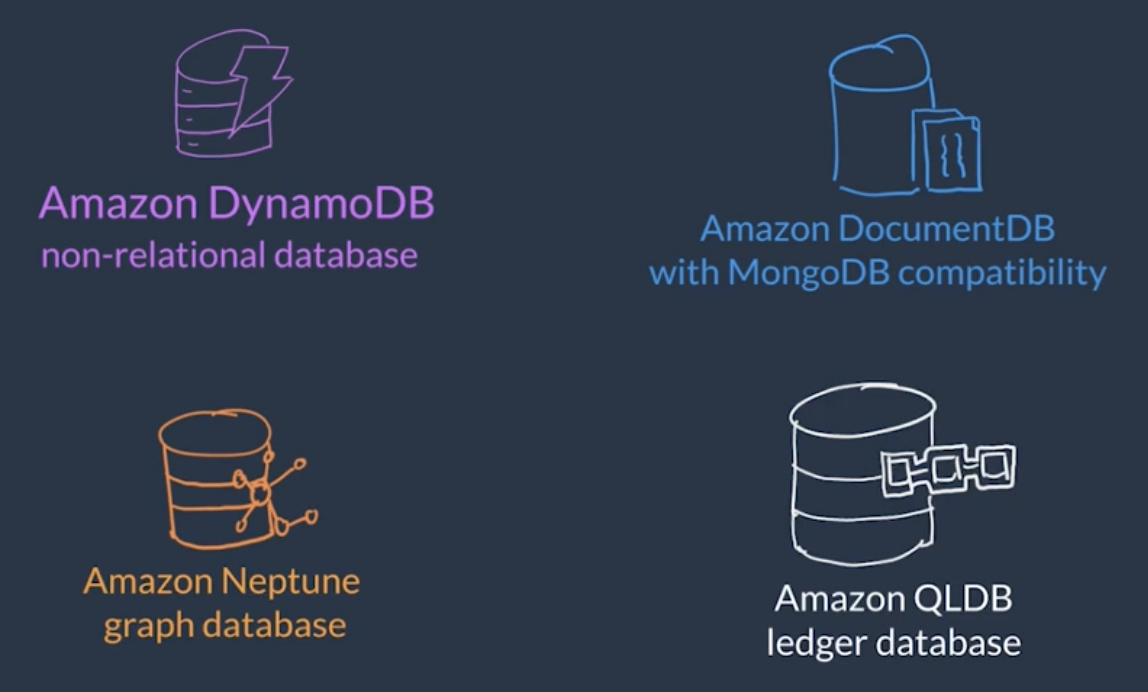 Amazon DynamoDB
non-relational database
Amazon DocumentDB
with MongoDB compatibility
Amazon Neptune
graph database
Amazon QLDB
ledger database